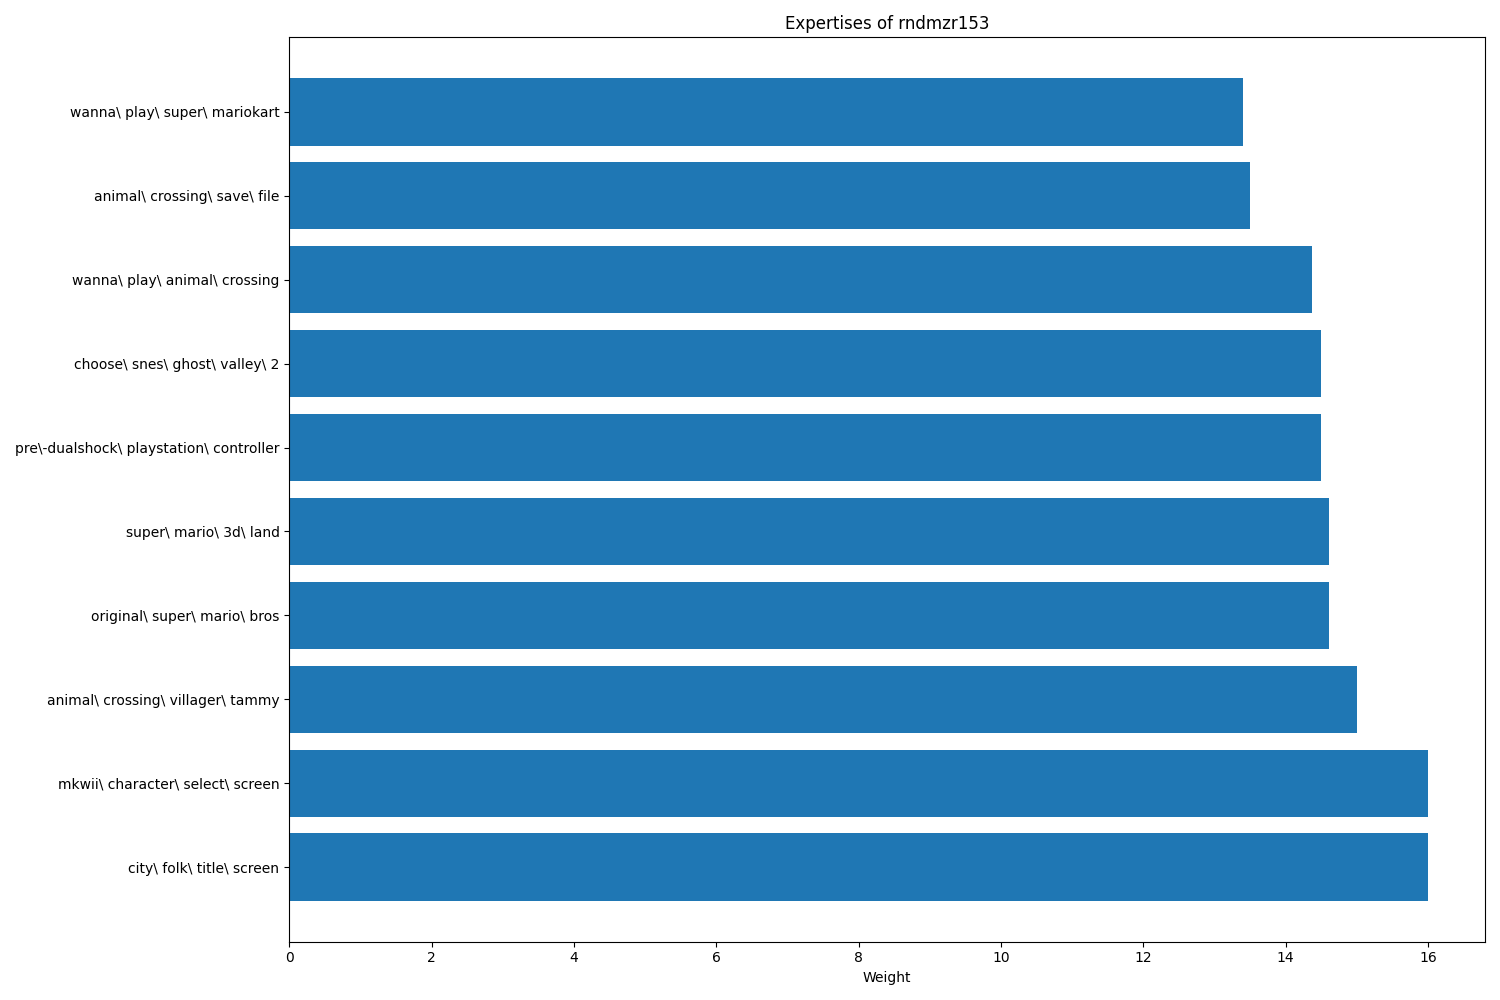 Expertises of rndmzr153
wanna\ play\ super\ mariokart
animal\ crossing\ save\ file
wanna\ play\ animal\ crossing
choose\ snes\ ghost\ valley\ 2
pre\-dualshock\ playstation\ controller
super\ mario\ 3d\ land
original\ super\ mario\ bros
animal\ crossing\ villager\ tammy
mkwii\ character\ select\ screen
city\ folk\ title\ screen
0 2 4 6 8 10 12 14 16
Weight